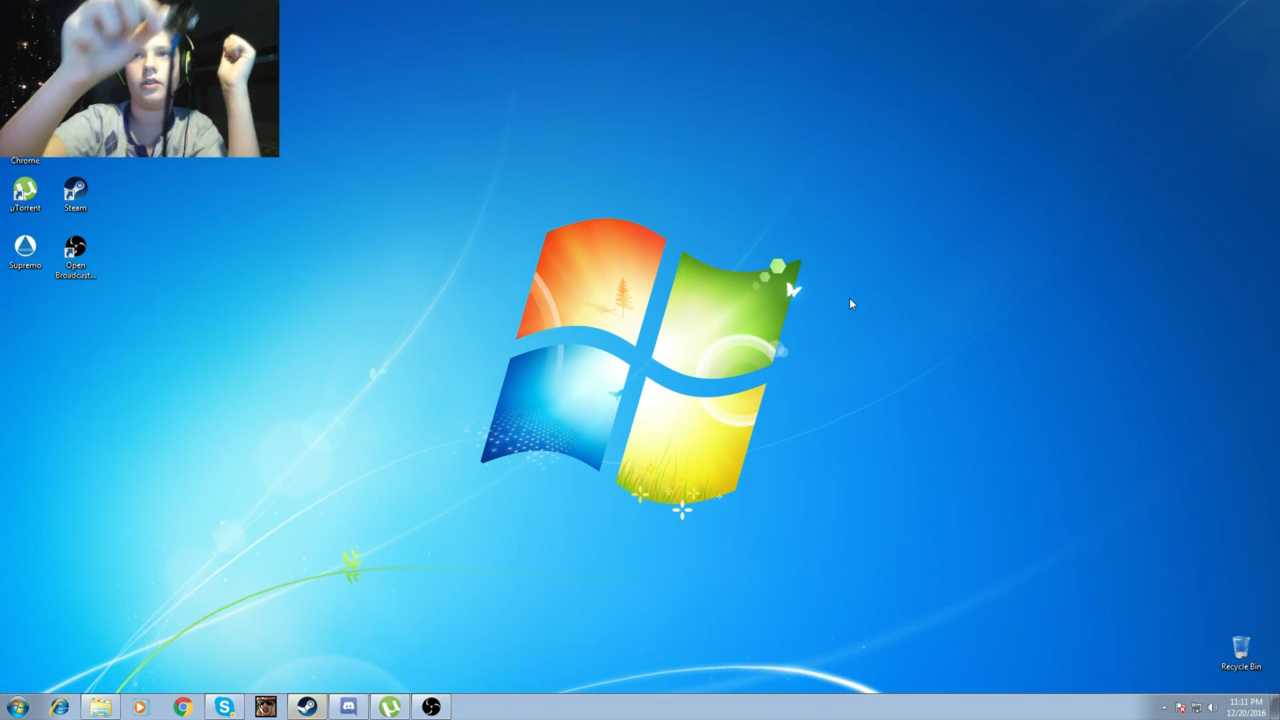 Chrome
µTorrent
Steam
Supremo
Open
Broadcast...
Recycle Bin
11:11 PM
12/20/2016